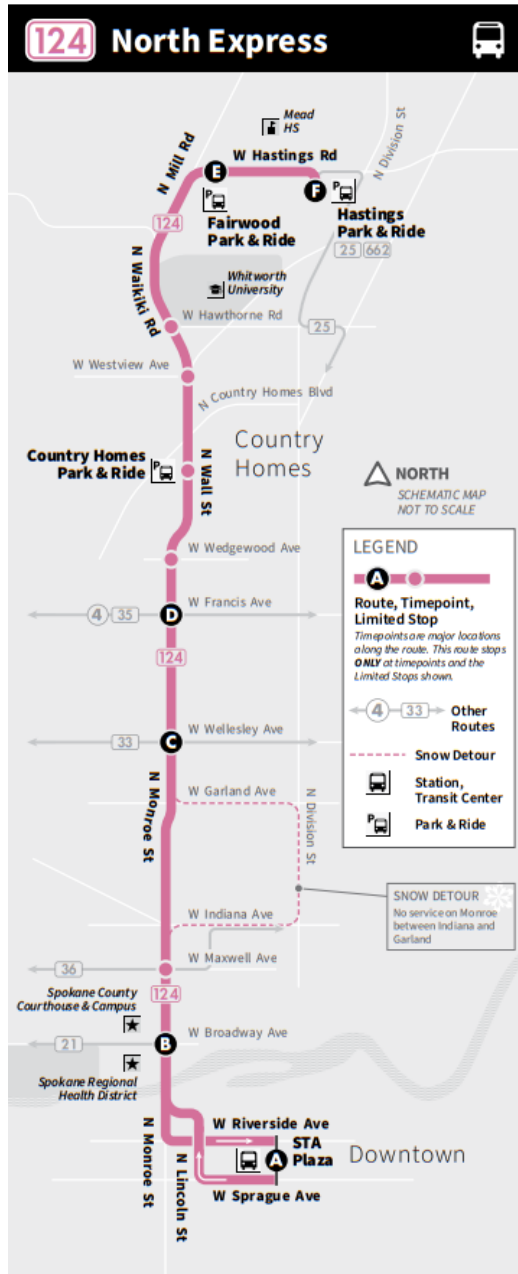 124 North Express
Mead
HS
W Hastings Rd
N Mill Rd
N Division St
E
F
P
P
Fairwood
Park & Ride
Hastings
Park & Ride
25 662
124
N Waikiki Rd
Whitworth
University
W Hawthorne Rd
25
W Westview Ave
N Country Homes Blvd
Country
Homes
Country Homes
Park & Ride
P
N Wall St
NORTH
SCHEMATIC MAP
NOT TO SCALE
W Wedgewood Ave
LEGEND
A
Route, Timepoint,
Limited Stop
Timepoints are major locations
along the route. This route stops
ONLY at timepoints and the
Limited Stops shown.
4 33 Other
Routes
Snow Detour
Station,
Transit Center
P Park & Ride
W Francis Ave
4 35 D
124
W Wellesley Ave
33 C
N Monroe St
W Garland Ave
N Division St
SNOW DETOUR
No service on Monroe
between Indiana and
Garland
W Indiana Ave
W Maxwell Ave
36
124
Spokane County
Courthouse & Campus
W Broadway Ave
21 B
Spokane Regional
Health District
N Monroe St
N Lincoln St
W Riverside Ave
STA
Plaza
A
Downtown
W Sprague Ave